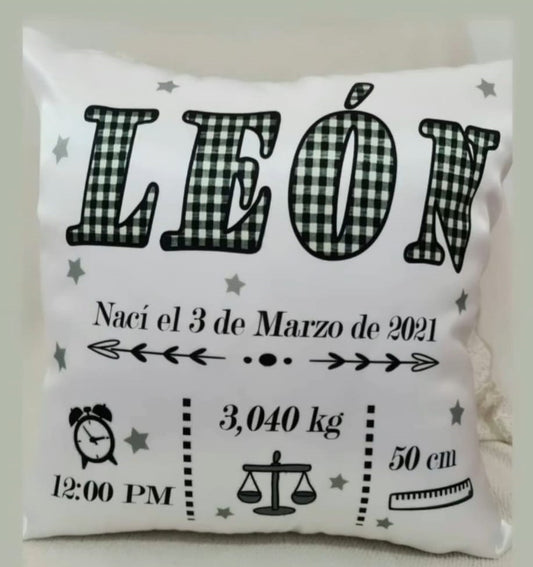 LEÓN
Nací el 3 de Marzo de 2021
3,040 kg
50 cm
12:00 PM